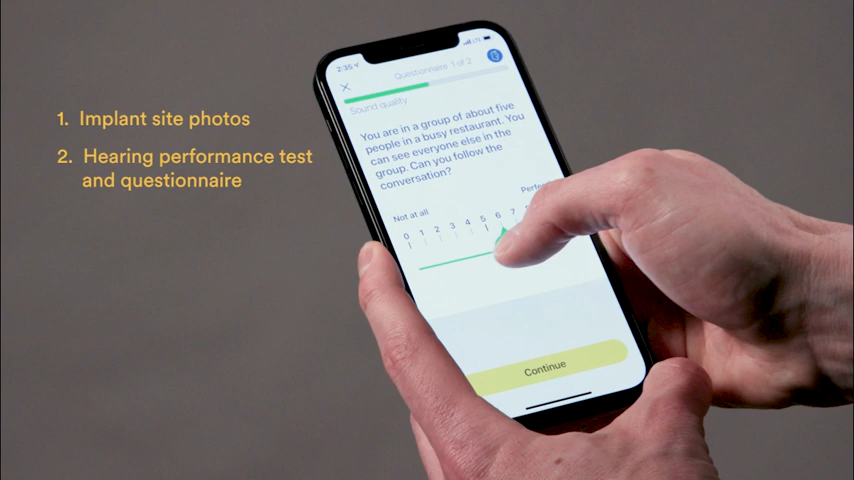 1. Implant site photos
2. Hearing performance test
and questionnaire
2:35
Questionnaire 1 of 2
Sound quality
You are in a group of about five
people in a busy restaurant. You
can see everyone else in the
group. Can you follow the
conversation?
Not at all
0 1 2 3 4 5 6 7
Continue